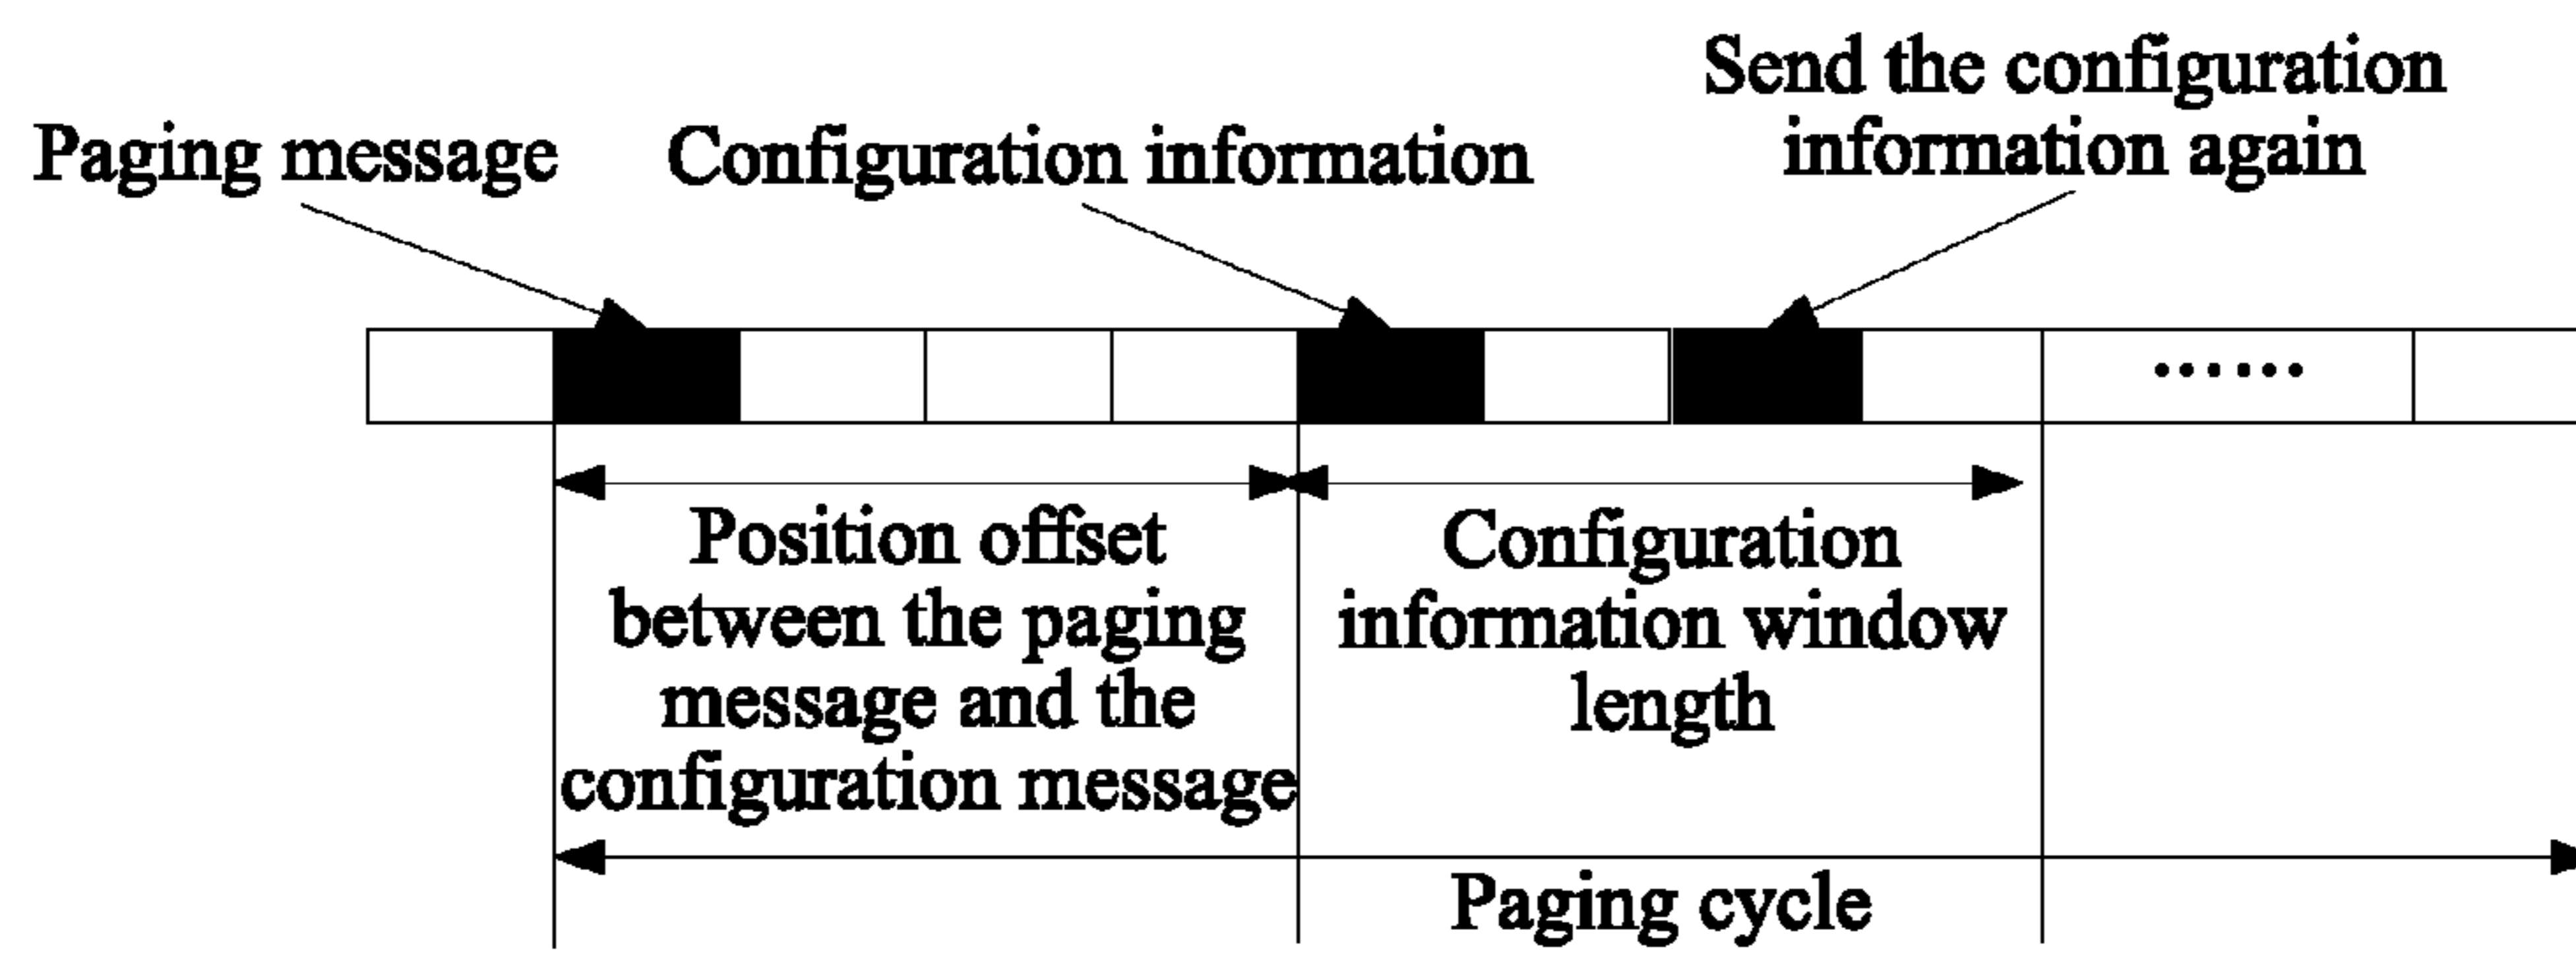 Paging message
Configuration information
Send the configuration
information again
......
Position offset
between the paging
message and the
configuration message
Configuration
information window
length
Paging cycle